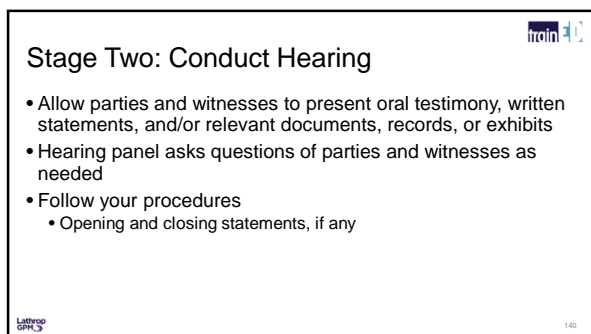 trainED
Stage Two: Conduct Hearing
• Allow parties and witnesses to present oral testimony, written
statements, and/or relevant documents, records, or exhibits
• Hearing panel asks questions of parties and witnesses as
needed
• Follow your procedures
• Opening and closing statements, if any
Lathrop
GPM
140